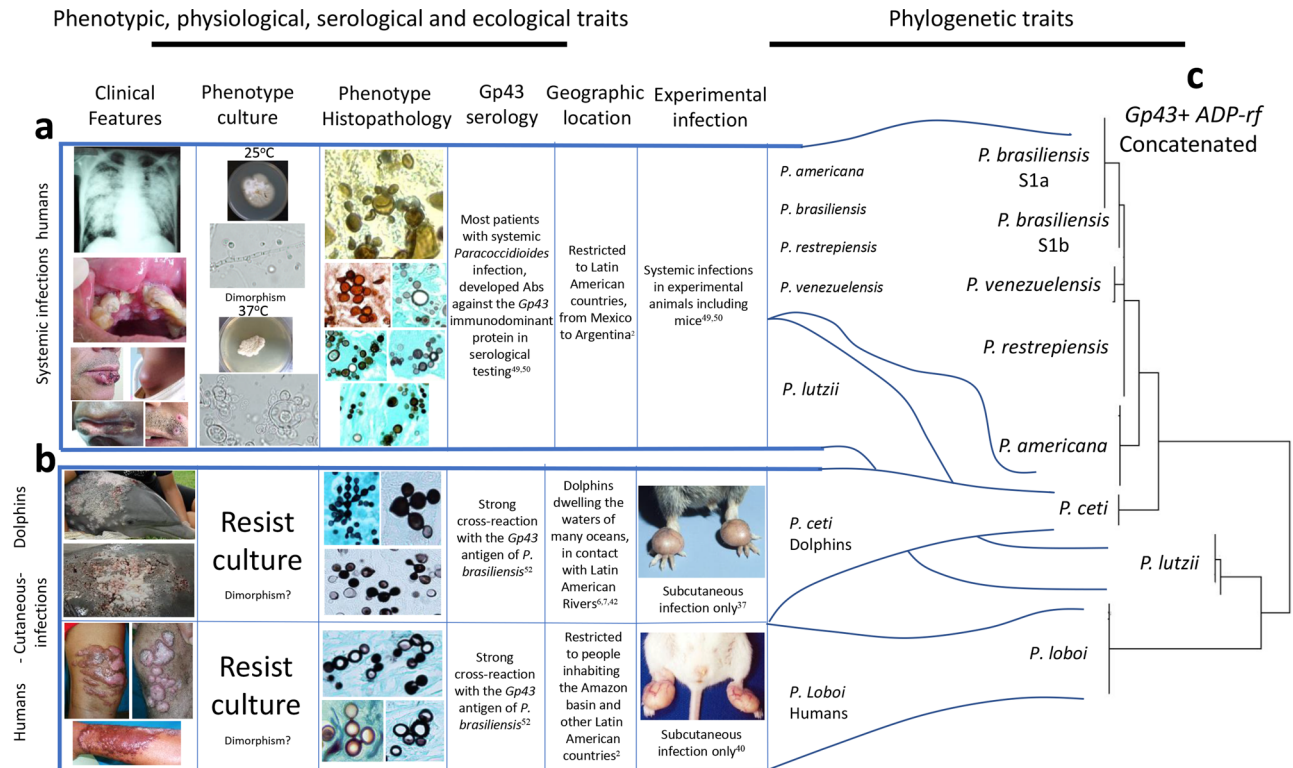 Phenotypic, physiological, serological and ecological traits
Phylogenetic traits
Clinical
Features
Phenotype
culture
Phenotype
Histopathology
Gp43
serology
Geographic
location
Experimental
infection
c
Gp43+ ADP-rf
Concatenated
a
Systemic infections humans
25°C
Dimorphism
37°C
Most patients
with systemic
Paracoccidioides
infection,
developed Abs
against the Gp43
immunodominant
protein in
serological
testing49,50
Restricted
to Latin
American
countries,
from Mexico
to Argentina2
Systemic infections
in experimental
animals including
mice49,50
P. americana
P. brasiliensis
P. restrepiensis
P. venezuelensis
P. lutzii
P. brasiliensis
S1a
P. brasiliensis
S1b
P. venezuelensis
P. restrepiensis
P. americana
P. ceti
P. lutzii
P. loboi
b
Humans - Cutaneous- Dolphins
infections
Resist
culture
Dimorphism?
Strong
cross-reaction
with the Gp43
antigen of P.
brasiliensis52
Dolphins
dwelling the
waters of
many oceans,
in contact
with Latin
American
Rivers6,7,42
Subcutaneous
infection only37
P. ceti
Dolphins
Resist
culture
Dimorphism?
Strong
cross-reaction
with the Gp43
antigen of P.
brasiliensis52
Restricted
to people
inhabiting
the Amazon
basin and
other Latin
American
countries2
Subcutaneous
infection only40
P. Loboi
Humans